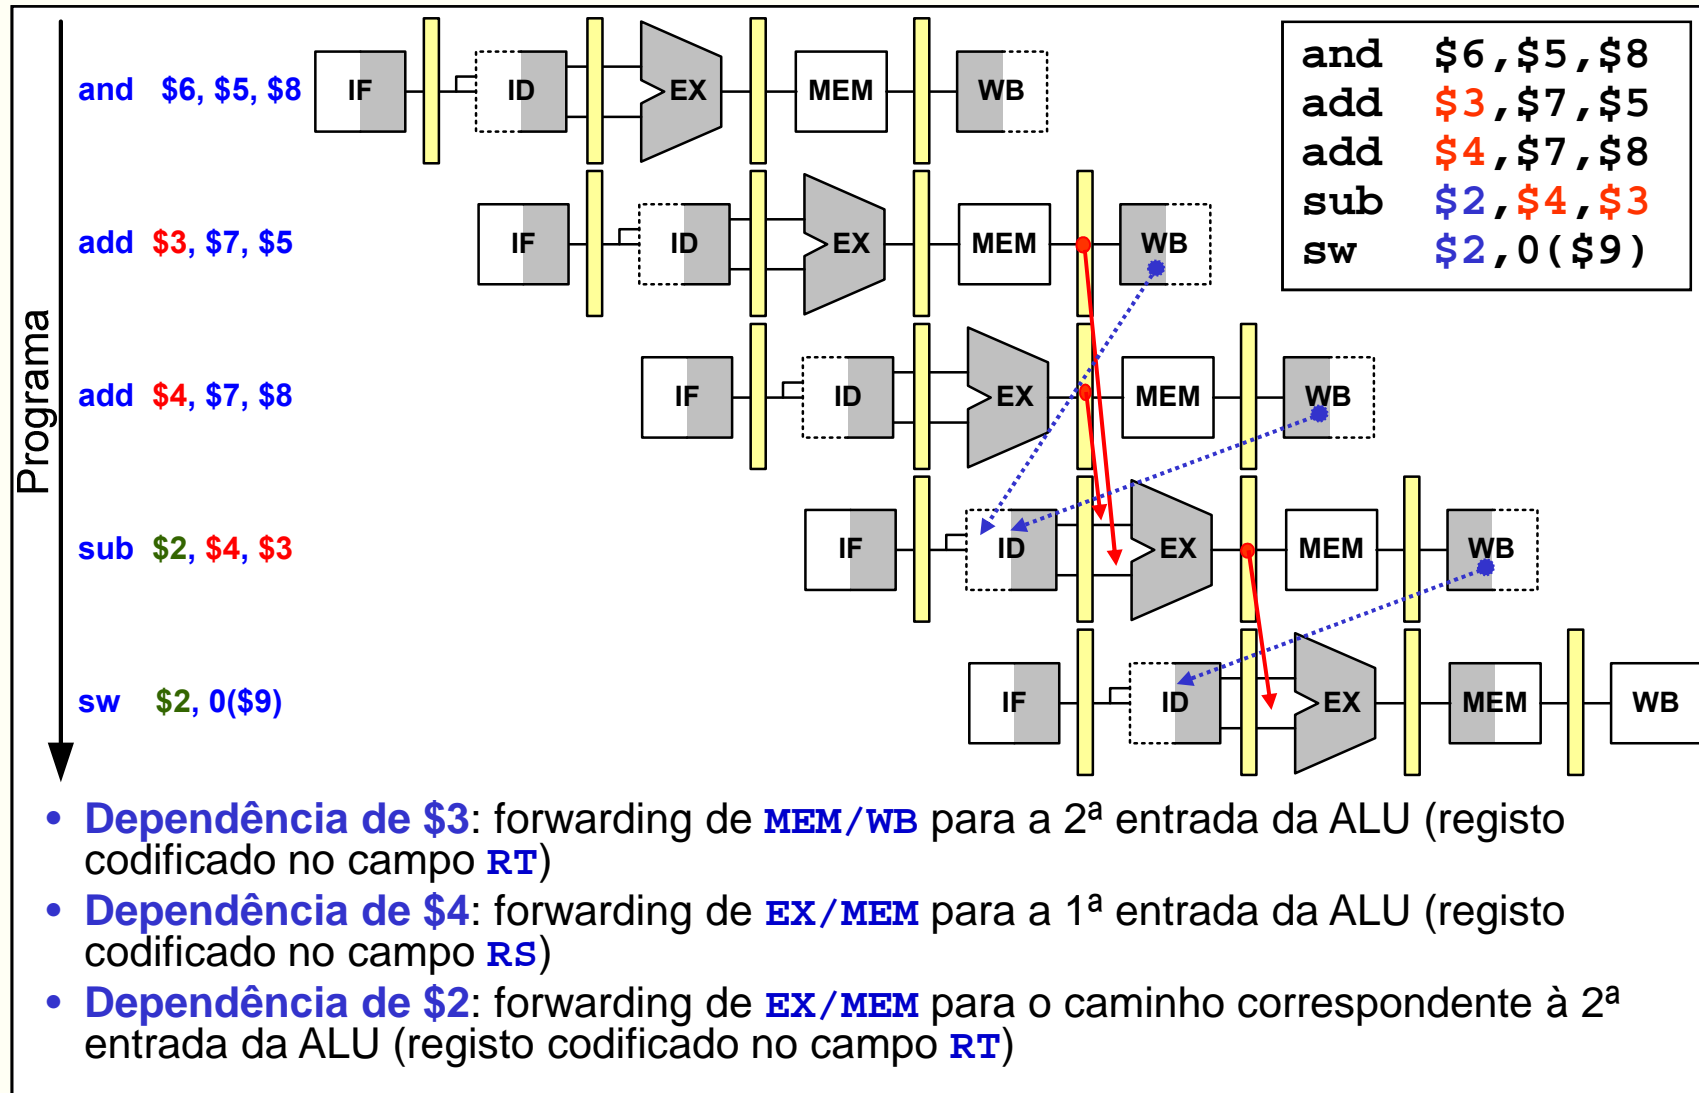 and $6,$5,$8
add $3,$7,$5
add $4,$7,$8
sub $2,$4,$3
sw $2,0($9)
Programa
and $6, $5, $8 IF ID EX MEM WB
add $3, $7, $5 IF ID EX MEM WB
add $4, $7, $8 IF ID EX MEM WB
sub $2, $4, $3 IF ID EX MEM WB
sw $2, 0($9) IF ID EX MEM WB
• Dependência de $3: forwarding de MEM/WB para a 2ª entrada da ALU (registo
codificado no campo RT)
• Dependência de $4: forwarding de EX/MEM para a 1ª entrada da ALU (registo
codificado no campo RS)
• Dependência de $2: forwarding de EX/MEM para o caminho correspondente à 2ª
entrada da ALU (registo codificado no campo RT)